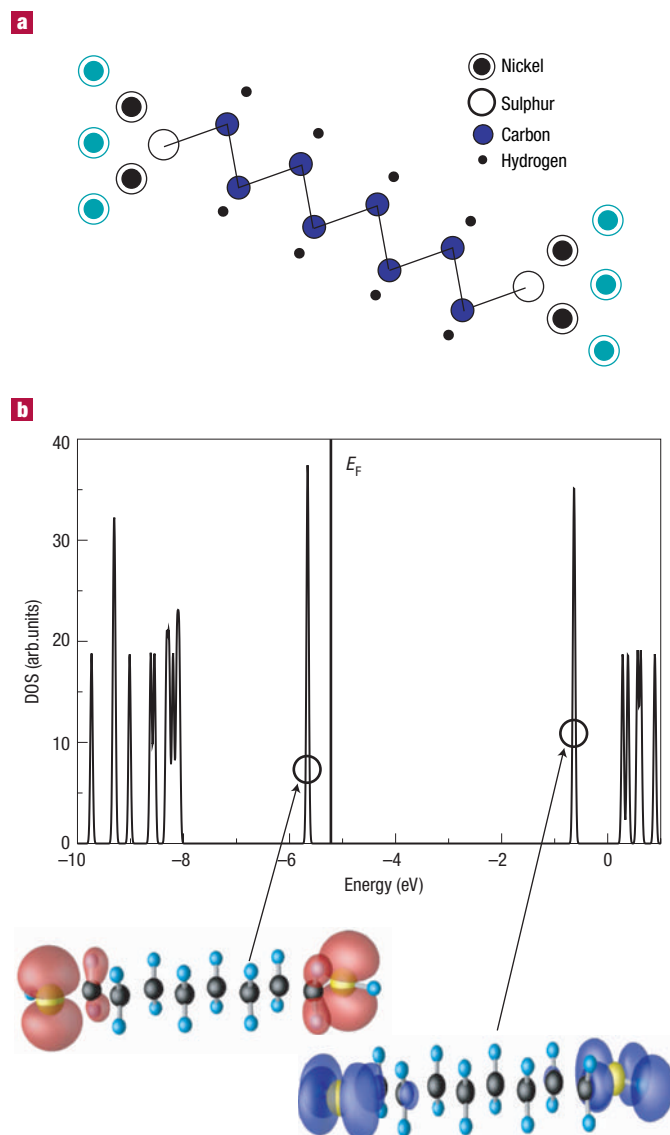 a
Nickel
Sulphur
Carbon
Hydrogen
b
40
30
20
10
0
DOS (arb.units)
E_F
–10
–8
–6
–4
–2
0
Energy (eV)